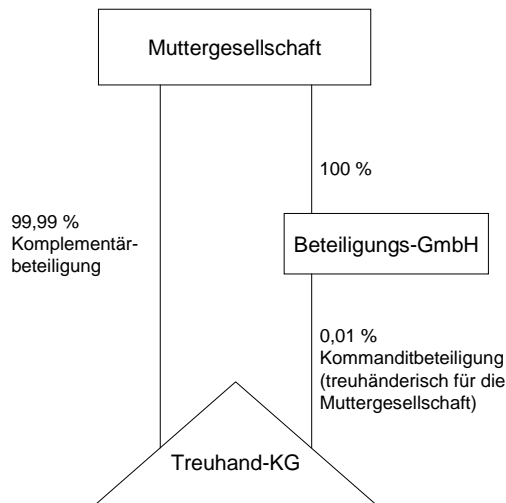 Muttergesellschaft
100 %
99,99 %
Komplementär-
beteiligung
Beteiligungs-GmbH
0,01 %
Kommanditbeteiligung
(treuhänderisch für die
Muttergesellschaft)
Treuhand-KG